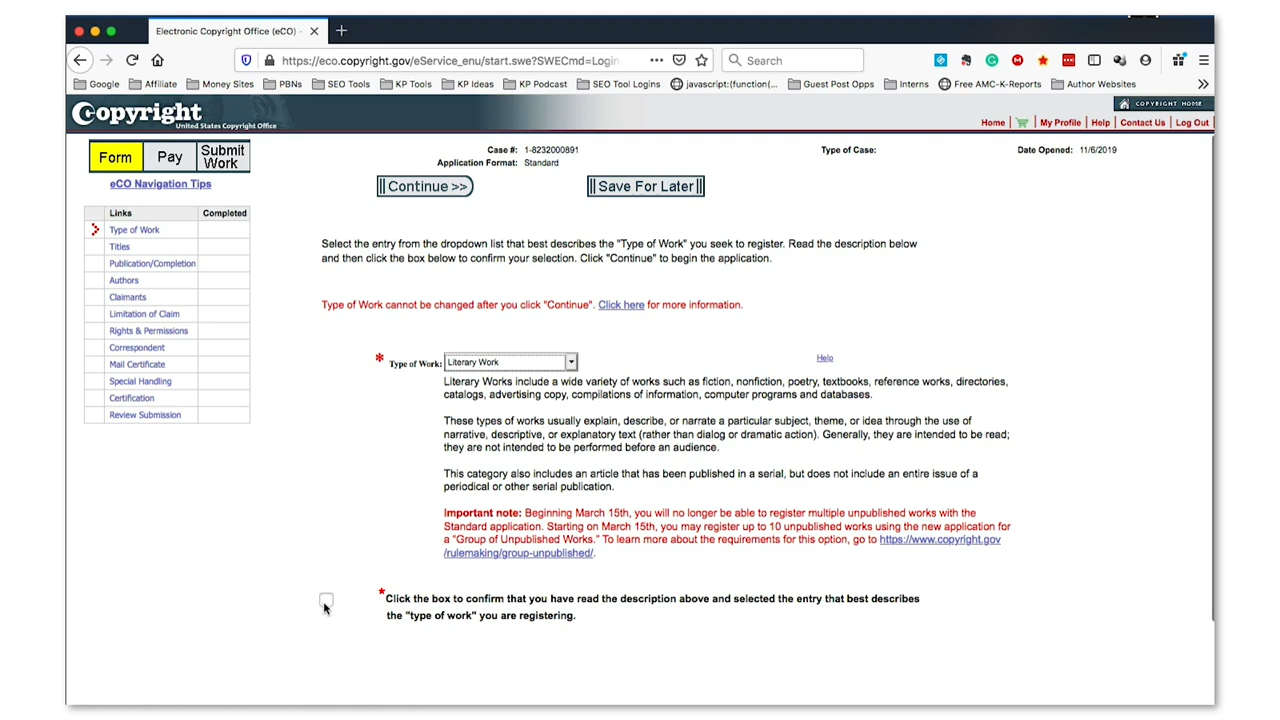 Electronic Copyright Office (eCO) -
https://eco.copyright.gov/eService_enu/start.swe?SWECmd=Login
Search
Google Affiliate Money Sites PBNs SEO Tools KP Tools KP Ideas KP Podcast SEO Tool Logins javascript:(function(... Guest Post Opps Interns Free AMC-K-Reports Author Websites
COPYRIGHT HOME
Copyright
United States Copyright Office
Home My Profile Help Contact Us Log Out
Form Pay Submit Work
eCO Navigation Tips
Case #: 1-8232000891 Type of Case: Date Opened: 11/6/2019
Application Format: Standard
Continue >> Save For Later
Links Completed
Type of Work
Titles
Publication/Completion
Authors
Claimants
Limitation of Claim
Rights & Permissions
Correspondent
Mail Certificate
Special Handling
Certification
Review Submission
Select the entry from the dropdown list that best describes the "Type of Work" you seek to register. Read the description below
and then click the box below to confirm your selection. Click "Continue" to begin the application.
Type of Work cannot be changed after you click "Continue". Click here for more information.
* Type of Work: Literary Work Help
Literary Works include a wide variety of works such as fiction, nonfiction, poetry, textbooks, reference works, directories,
catalogs, advertising copy, compilations of information, computer programs and databases.
These types of works usually explain, describe, or narrate a particular subject, theme, or idea through the use of
narrative, descriptive, or explanatory text (rather than dialog or dramatic action). Generally, they are intended to be read;
they are not intended to be performed before an audience.
This category also includes an article that has been published in a serial, but does not include an entire issue of a
periodical or other serial publication.
Important note: Beginning March 15th, you will no longer be able to register multiple unpublished works with the
Standard application. Starting on March 15th, you may register up to 10 unpublished works using the new application for
a "Group of Unpublished Works." To learn more about the requirements for this option, go to https://www.copyright.gov
/rulemaking/group-unpublished/.
*Click the box to confirm that you have read the description above and selected the entry that best describes
the "type of work" you are registering.